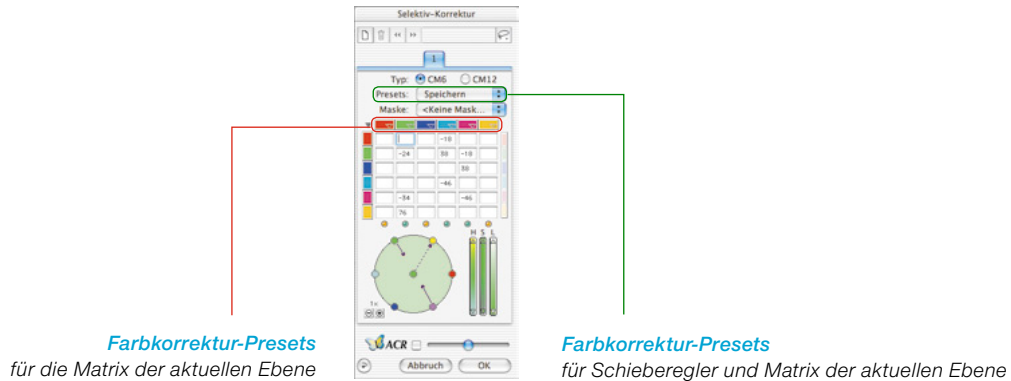 Selektiv-Korrektur
1
Typ: CM6 CM12
Presets: Speichern
Maske: <Keine Mask...
-18
-24 38 -18
38
-46
-34 -46
76
H S L
1x
ACR
Abbruch OK
Farbkorrektur-Presets
für die Matrix der aktuellen Ebene
Farbkorrektur-Presets
für Schieberegler und Matrix der aktuellen Ebene